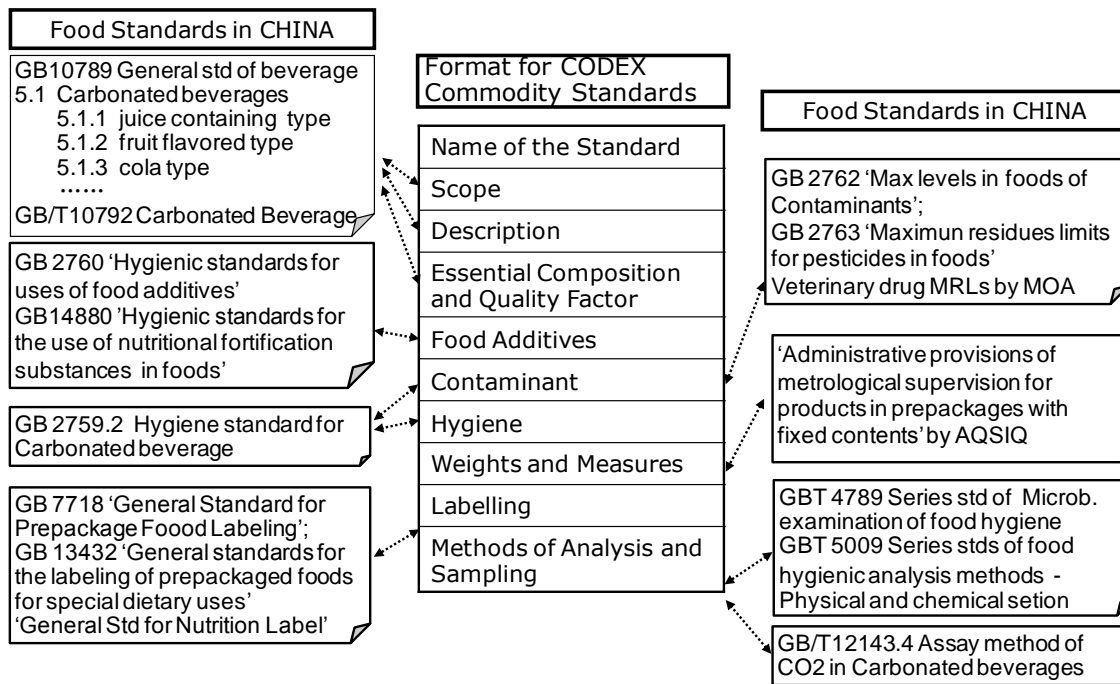 Food Standards in CHINA
GB10789 General std of beverage
5.1 Carbonated beverages
5.1.1 juice containing type
5.1.2 fruit flavored type
5.1.3 cola type
......
GB/T10792 Carbonated Beverage
GB 2760 ‘Hygienic standards for
uses of food additives’
GB14880 ’Hygienic standards for
the use of nutritional fortification
substances in foods’
GB 2759.2 Hygiene standard for
Carbonated beverage
GB 7718 ‘General Standard for
Prepackage Foood Labeling’;
GB 13432 ‘General standards for
the labeling of prepackaged foods
for special dietary uses’
‘General Std for Nutrition Label’
Format for CODEX
Commodity Standards
Name of the Standard
Scope
Description
Essential Composition
and Quality Factor
Food Additives
Contaminant
Hygiene
Weights and Measures
Labelling
Methods of Analysis and
Sampling
Food Standards in CHINA
GB 2762 ‘Max levels in foods of
Contaminants’;
GB 2763 ‘Maximun residues limits
for pesticides in foods’
Veterinary drug MRLs by MOA
‘Administrative provisions of
metrological supervision for
products in prepackages with
fixed contents’ by AQSIQ
GBT 4789 Series std of Microb.
examination of food hygiene
GBT 5009 Series stds of food
hygienic analysis methods -
Physical and chemical setion
GB/T12143.4 Assay method of
CO2 in Carbonated beverages